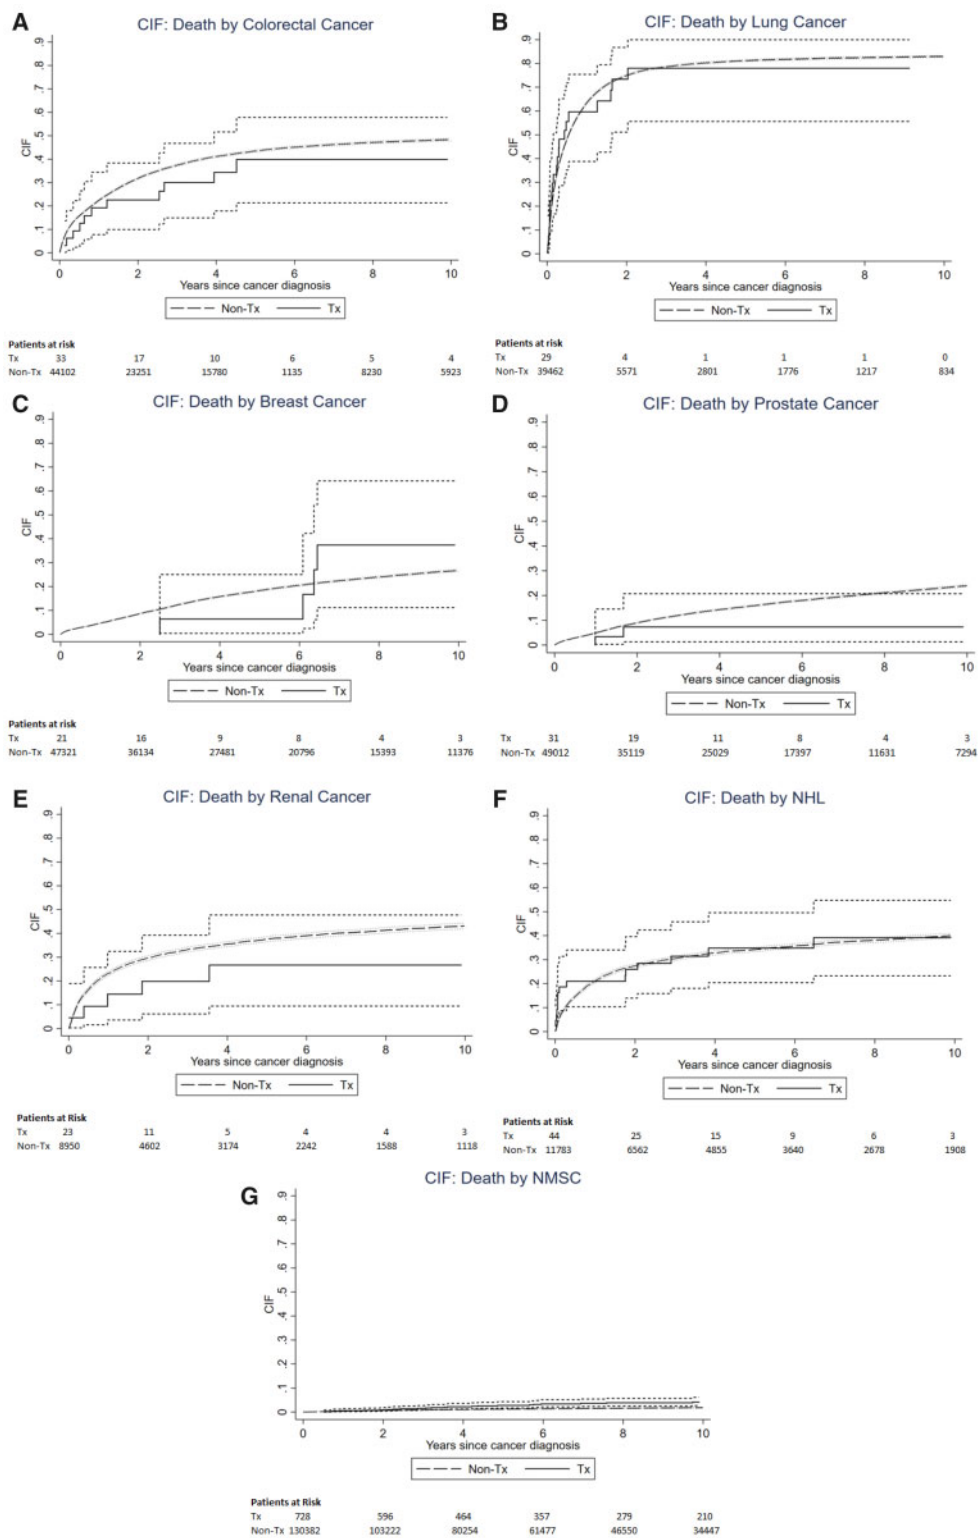 A
CIF: Death by Colorectal Cancer
CIF
0 .1 .2 .3 .4 .5 .6 .7 .8 .9
0 2 4 6 8 10
Years since cancer diagnosis
Non-Tx Tx
Patients at risk
Tx 33 17 10 6 5 4
Non-Tx 44102 23251 15780 1135 8230 5923
B
CIF: Death by Lung Cancer
CIF
0 .1 .2 .3 .4 .5 .6 .7 .8 .9
0 2 4 6 8 10
Years since cancer diagnosis
Non-Tx Tx
Patients at risk
Tx 29 4 1 1 1 0
Non-Tx 39462 5571 2801 1776 1217 834
C
CIF: Death by Breast Cancer
CIF
0 .1 .2 .3 .4 .5 .6 .7 .8 .9
0 2 4 6 8 10
Years since cancer diagnosis
Non-Tx Tx
Patients at risk
Tx 21 16 9 8 4 3
Non-Tx 47321 36134 27481 20796 15393 11376
D
CIF: Death by Prostate Cancer
CIF
0 .1 .2 .3 .4 .5 .6 .7 .8 .9
0 2 4 6 8 10
Years since cancer diagnosis
Non-Tx Tx
Tx 31 19 11 8 4 3
Non-Tx 49012 35119 25029 17397 11631 7294
E
CIF: Death by Renal Cancer
CIF
0 .1 .2 .3 .4 .5 .6 .7 .8 .9
0 2 4 6 8 10
Years since cancer diagnosis
Non-Tx Tx
Patients at Risk
Tx 23 11 5 4 4 3
Non-Tx 8950 4602 3174 2242 1588 1118
F
CIF: Death by NHL
CIF
0 .1 .2 .3 .4 .5 .6 .7 .8 .9
0 2 4 6 8 10
Years since cancer diagnosis
Non-Tx Tx
Patients at Risk
Tx 44 25 15 9 6 3
Non-Tx 11783 6562 4855 3640 2678 1908
G
CIF: Death by NMSC
CIF
0 .1 .2 .3 .4 .5 .6 .7 .8 .9
0 2 4 6 8 10
Years since cancer diagnosis
Non-Tx Tx
Patients at Risk
Tx 728 596 464 357 279 210
Non-Tx 130382 103222 80254 61477 46550 34447